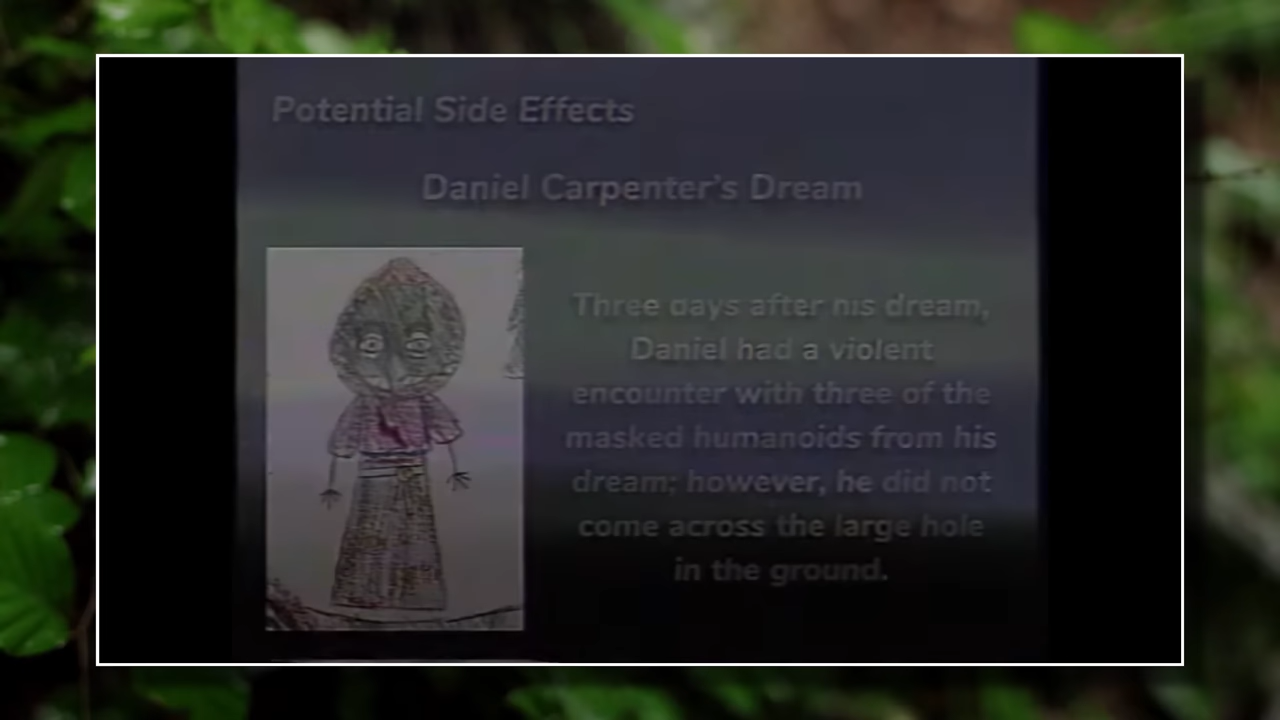 Potential Side Effects
Daniel Carpenter's Dream
Three days after his dream,
Daniel had a violent
encounter with three of the
masked humanoids from his
dream; however, he did not
come across the large hole
in the ground.